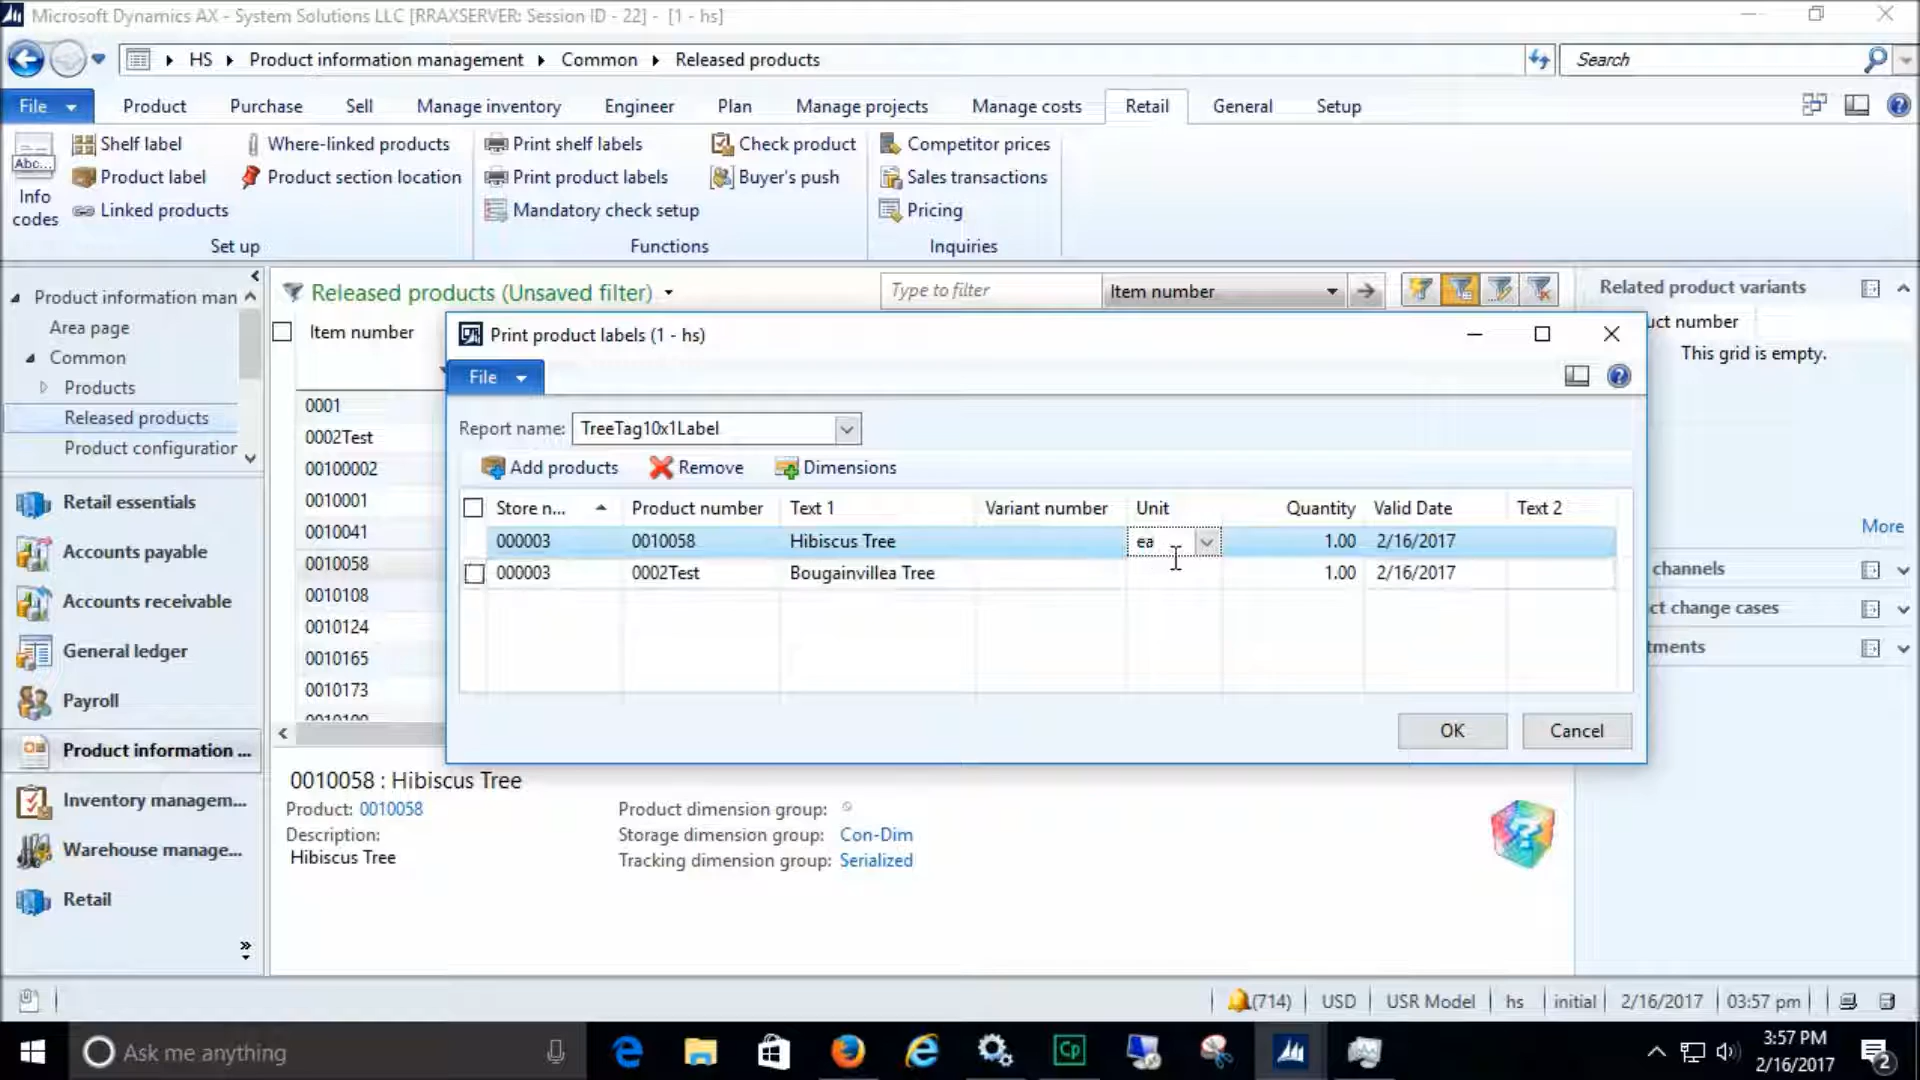 Microsoft Dynamics AX - System Solutions LLC [RRAXSERVER: Session ID - 22] - [1 - hs]
HS Product information management Common Released products
Search
File Product Purchase Sell Manage inventory Engineer Plan Manage projects Manage costs Retail General Setup
Abc...
Info codes
Shelf label
Product label
Linked products
Where-linked products
Product section location
Set up
Print shelf labels
Print product labels
Mandatory check setup
Check product
Buyer's push
Functions
Competitor prices
Sales transactions
Pricing
Inquiries
Product information man
Area page
Common
Products
Released products
Product configuration
Retail essentials
Accounts payable
Accounts receivable
General ledger
Payroll
Product information ...
Inventory managem...
Warehouse manage...
Retail
Released products (Unsaved filter)
Type to filter
Item number
Item number
0001
0002Test
00100002
0010001
0010041
0010058
0010108
0010124
0010165
0010173
Print product labels (1 - hs)
File
Report name: TreeTag10x1Label
Add products Remove Dimensions
Store n... Product number Text 1 Variant number Unit Quantity Valid Date Text 2
000003 0010058 Hibiscus Tree ea 1.00 2/16/2017
000003 0002Test Bougainvillea Tree 1.00 2/16/2017
OK Cancel
Related product variants
uct number
This grid is empty.
More
channels
ct change cases
ments
0010058 : Hibiscus Tree
Product: 0010058
Description:
Hibiscus Tree
Product dimension group:
Storage dimension group: Con-Dim
Tracking dimension group: Serialized
(714) USD USR Model hs initial 2/16/2017 03:57 pm
Ask me anything
Cp
3:57 PM
2/16/2017
2